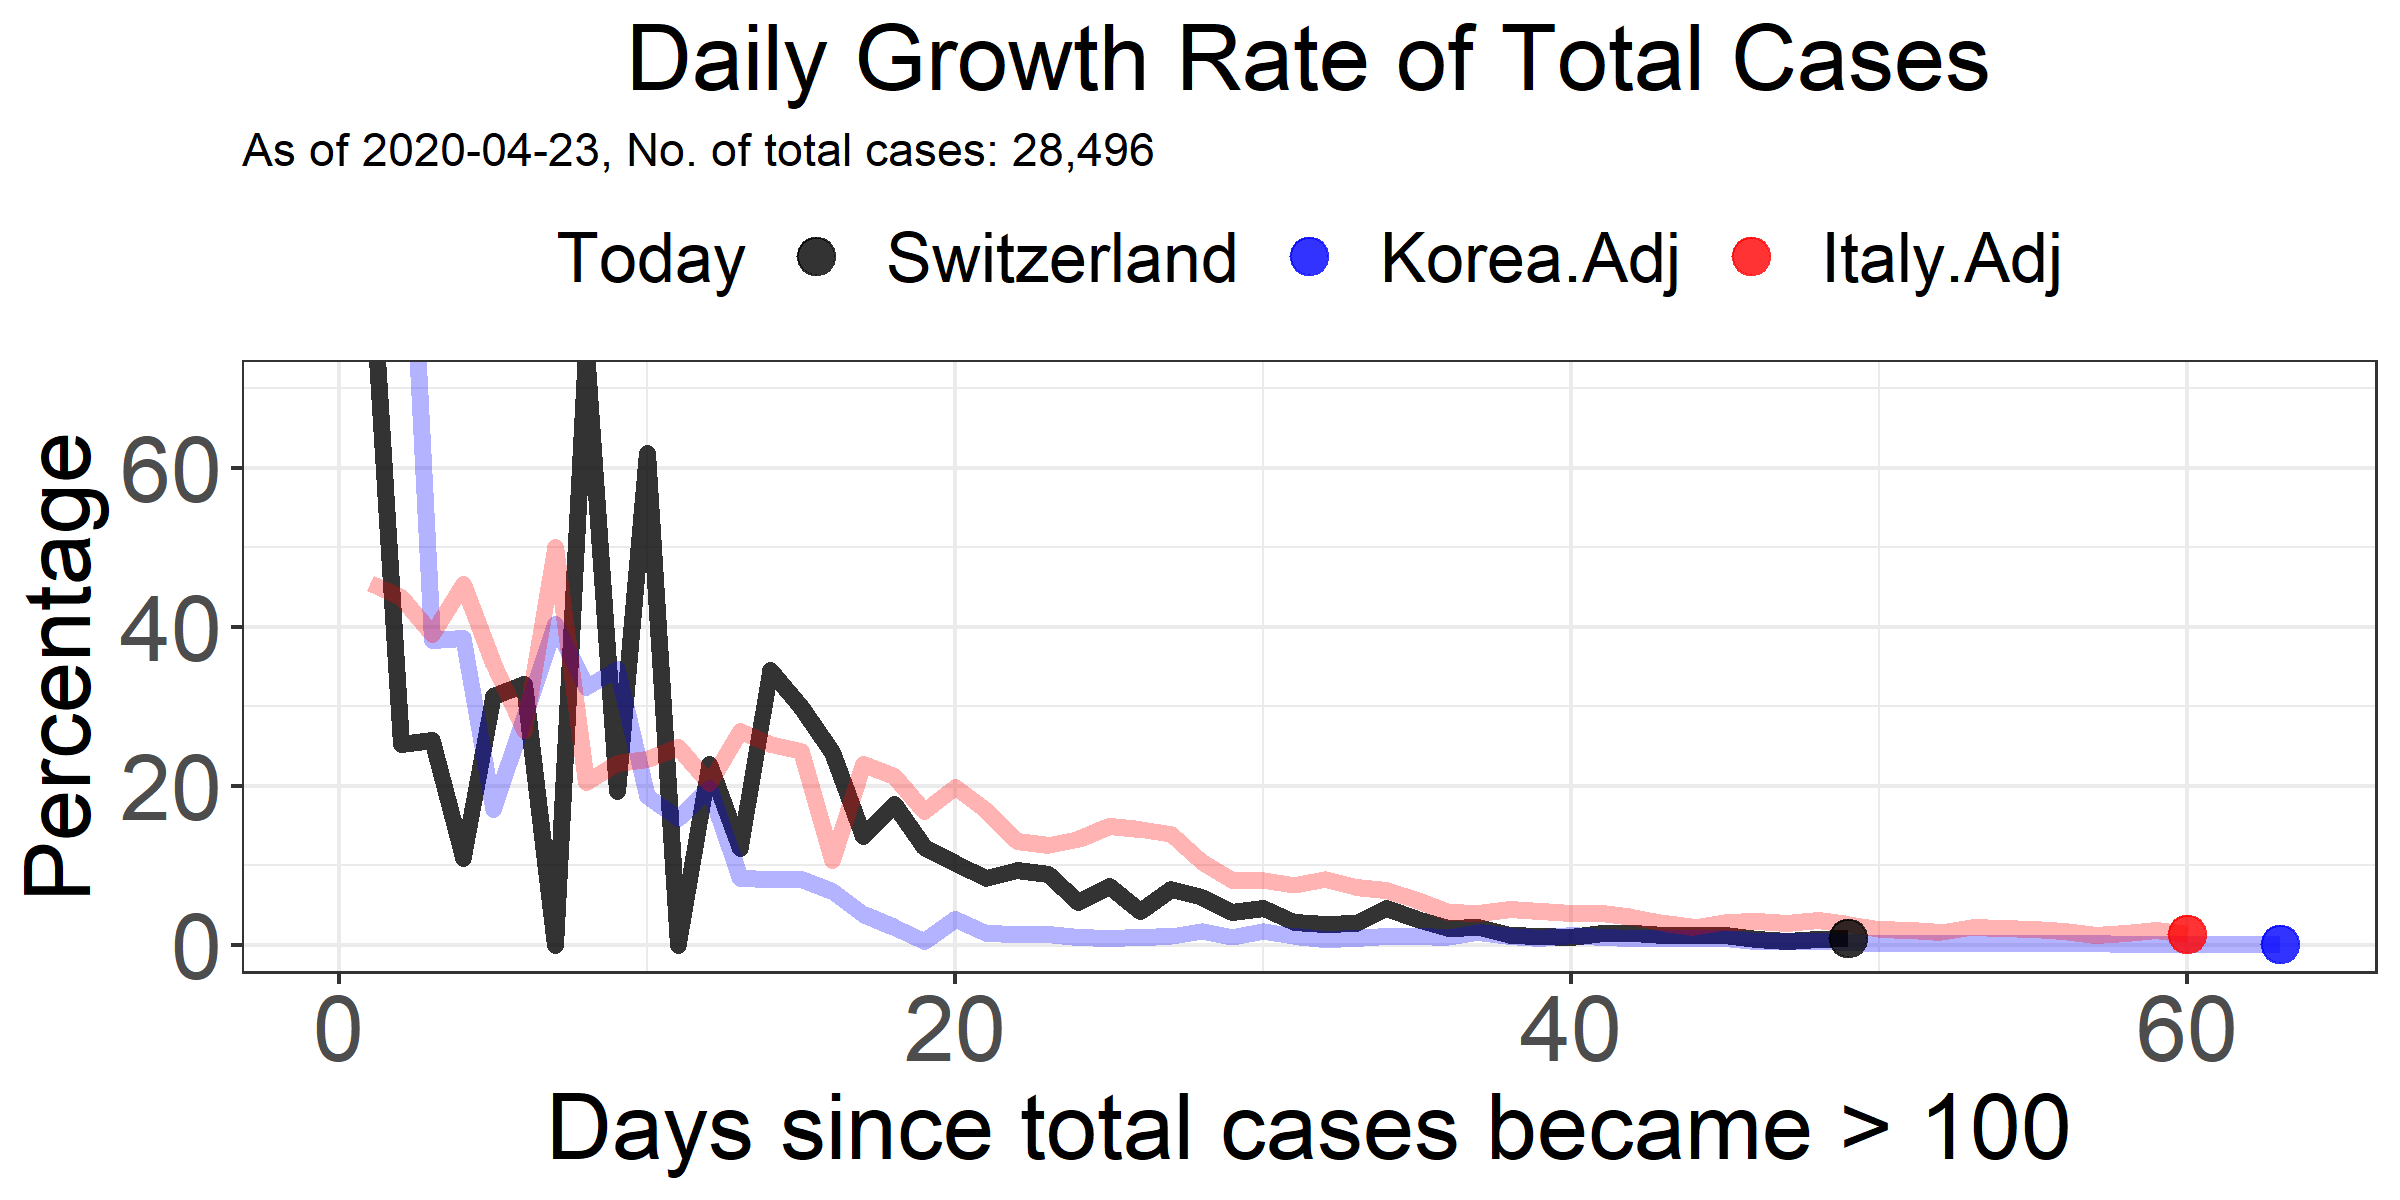 Daily Growth Rate of Total Cases
As of 2020-04-23, No. of total cases: 28,496
Today Switzerland Korea.Adj Italy.Adj
Percentage
60
40
20
0
0 20 40 60
Days since total cases became > 100